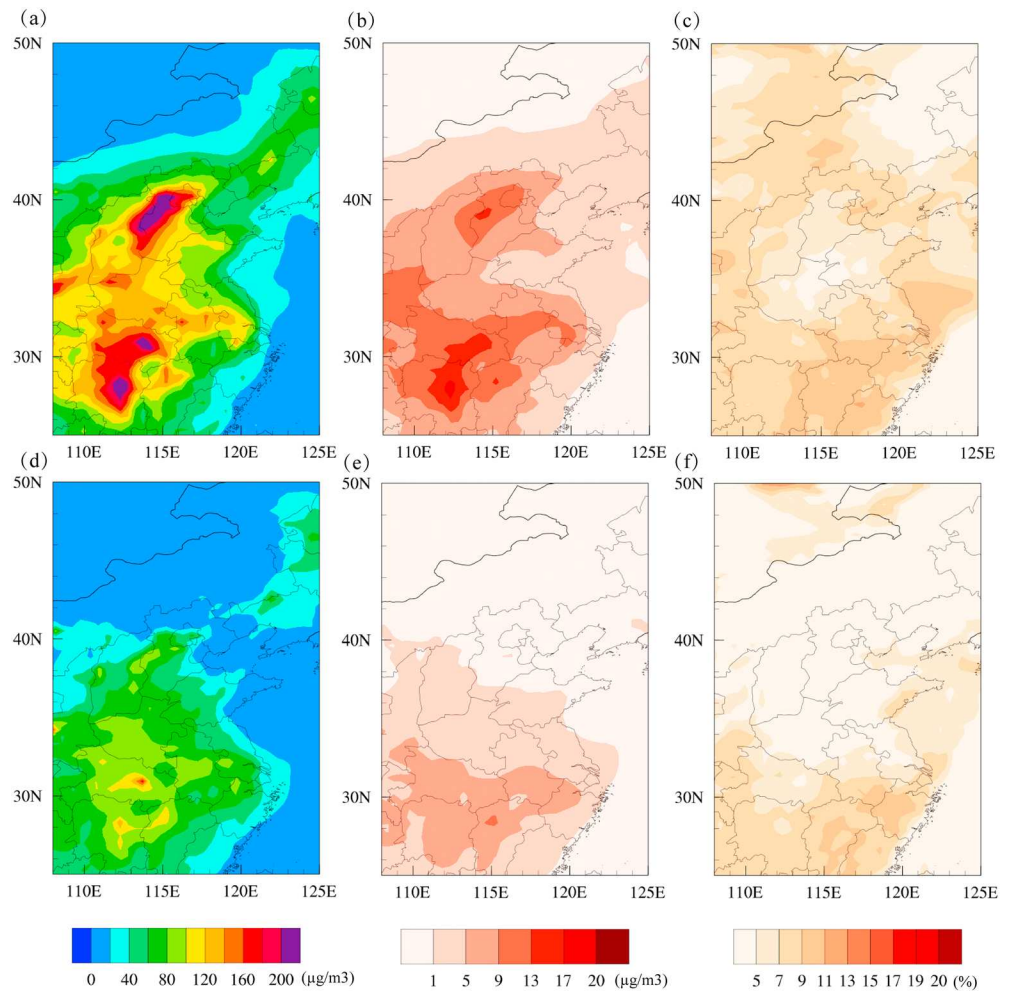 (a) (b) (c)
50N 50N 50N
40N 40N 40N
30N 30N 30N
110E 115E 120E 125E 110E 115E 120E 125E 110E 115E 120E 125E
(d) (e) (f)
50N 50N 50N
40N 40N 40N
30N 30N 30N
110E 115E 120E 125E 110E 115E 120E 125E 110E 115E 120E 125E
0 40 80 120 160 200 (μg/m3) 1 5 9 13 17 20 (μg/m3) 5 7 9 11 13 15 17 19 20 (%)